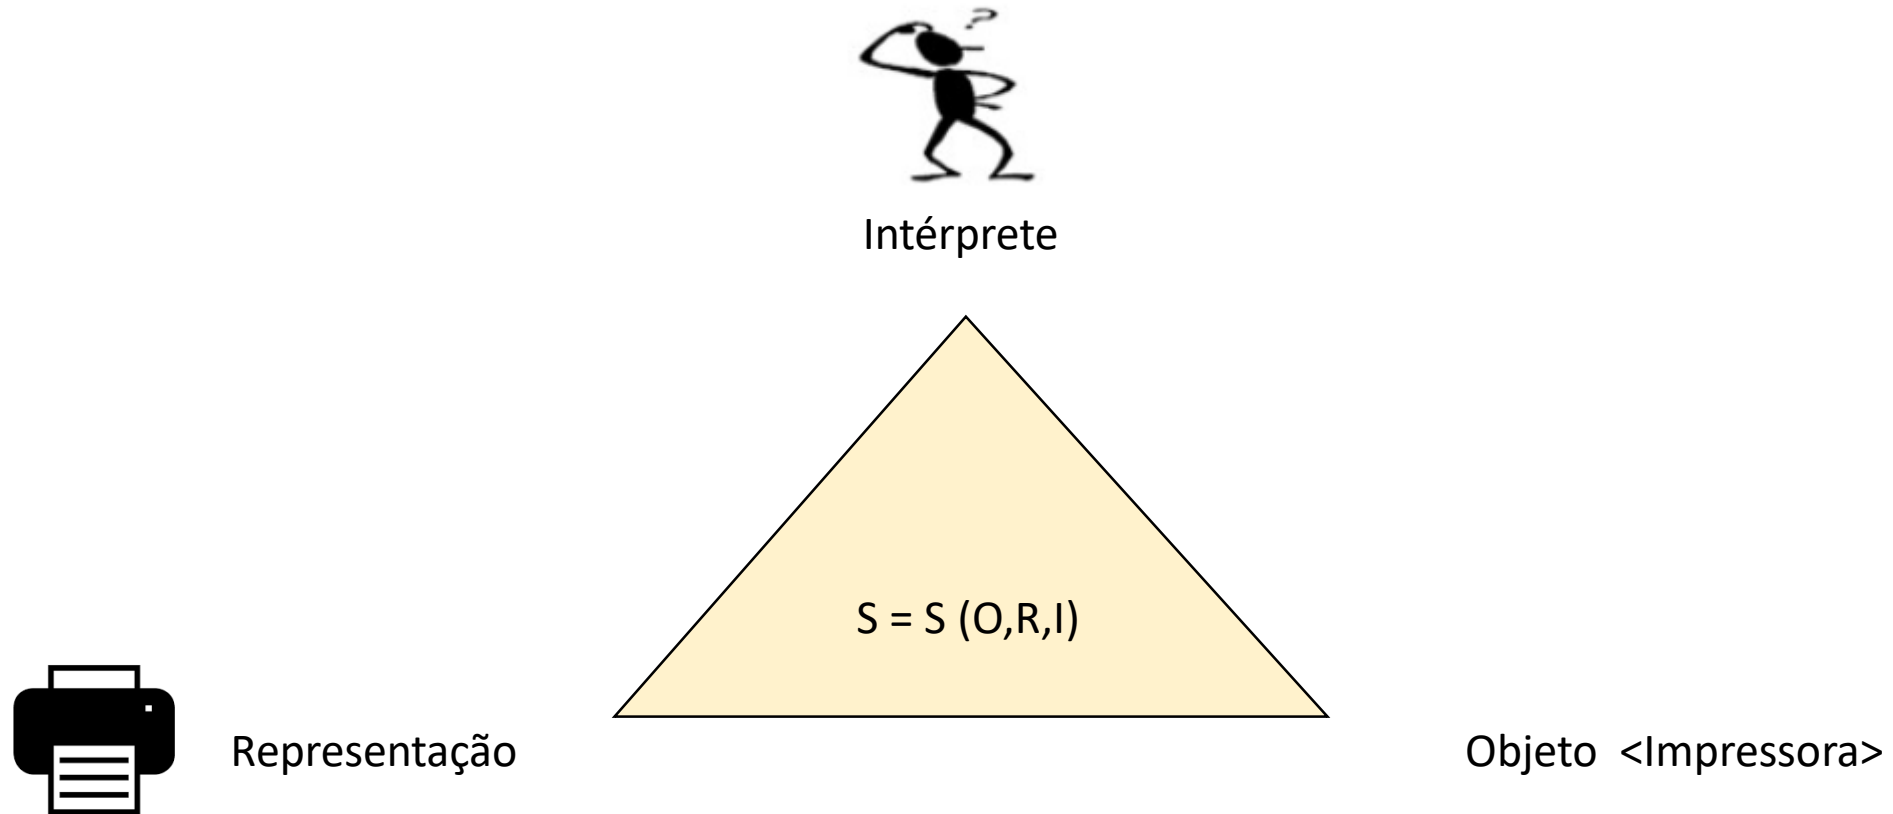 ?
Intérprete
S = S (O,R,I)
Representação
Objeto <Impressora>